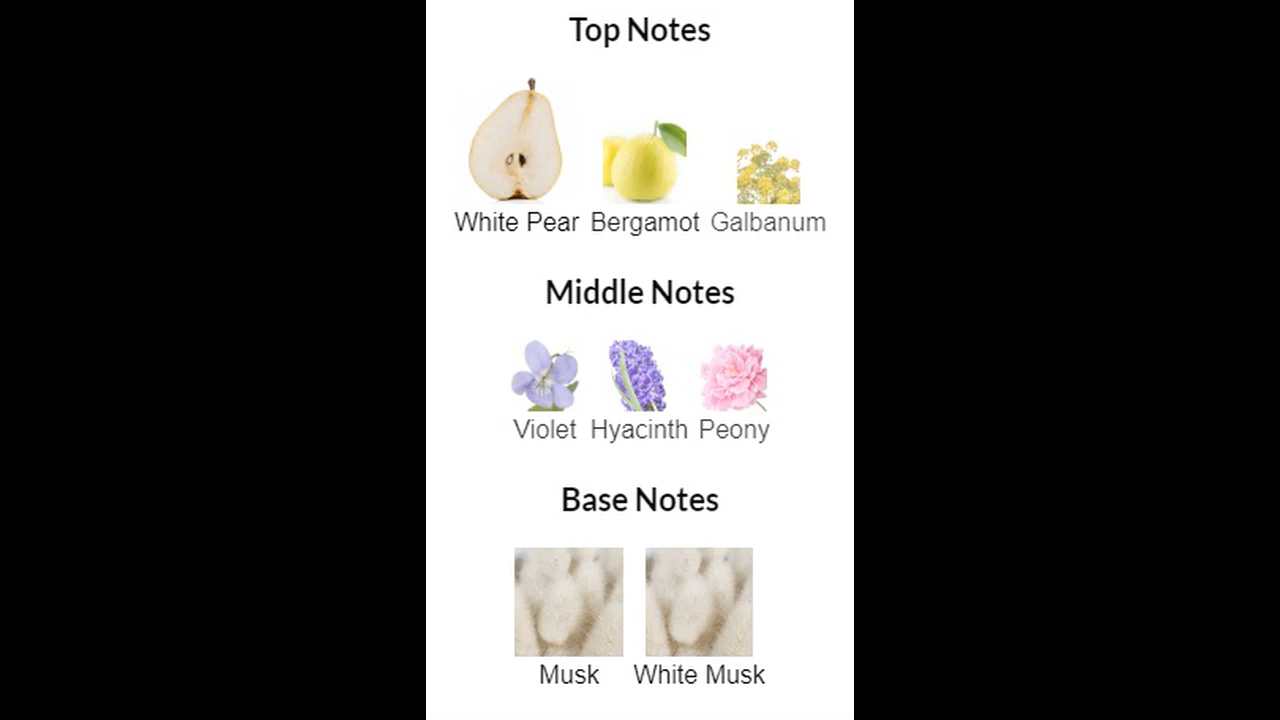 Top Notes
White Pear Bergamot Galbanum
Middle Notes
Violet Hyacinth Peony
Base Notes
Musk White Musk